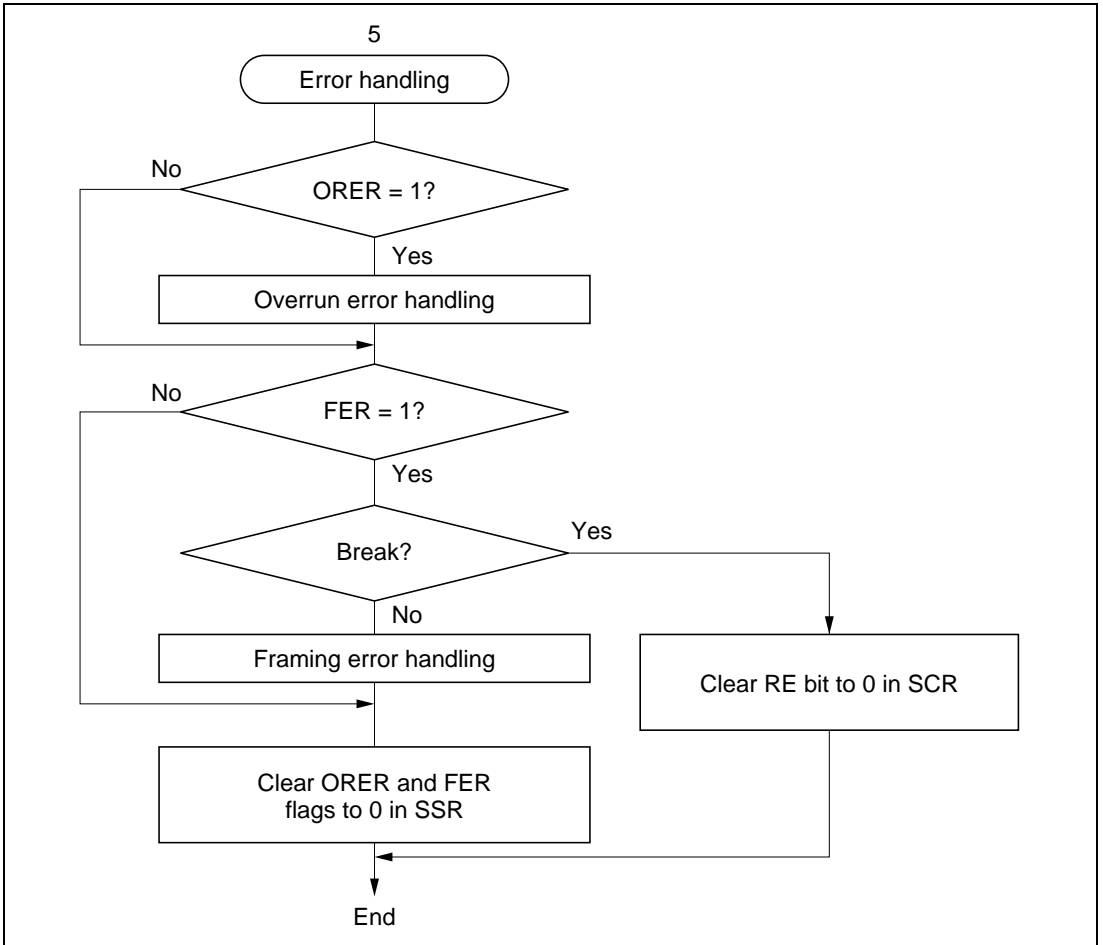 5
Error handling
No
ORER = 1?
Yes
Overrun error handling
No
FER = 1?
Yes
Break?
Yes
No
Framing error handling
Clear RE bit to 0 in SCR
Clear ORER and FER
flags to 0 in SSR
End